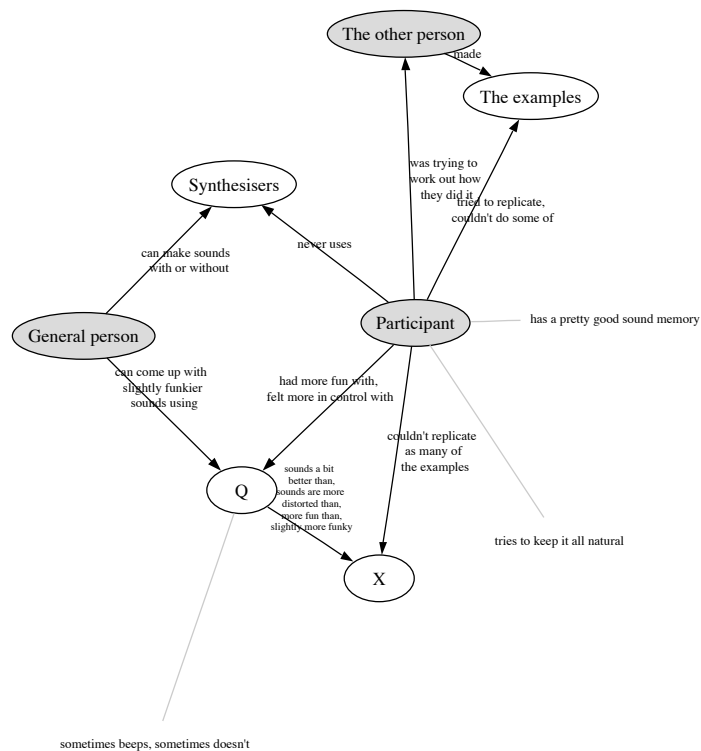 The other person
made
The examples
was trying to
work out how
they did it
tried to replicate,
couldn't do some of
Synthesisers
never uses
can make sounds
with or without
General person
Participant
has a pretty good sound memory
can come up with
slightly funkier
sounds using
had more fun with,
felt more in control with
couldn't replicate
as many of
the examples
sounds a bit
better than,
sounds are more
distorted than,
more fun than,
slightly more funky
Q
X
tries to keep it all natural
sometimes beeps, sometimes doesn't